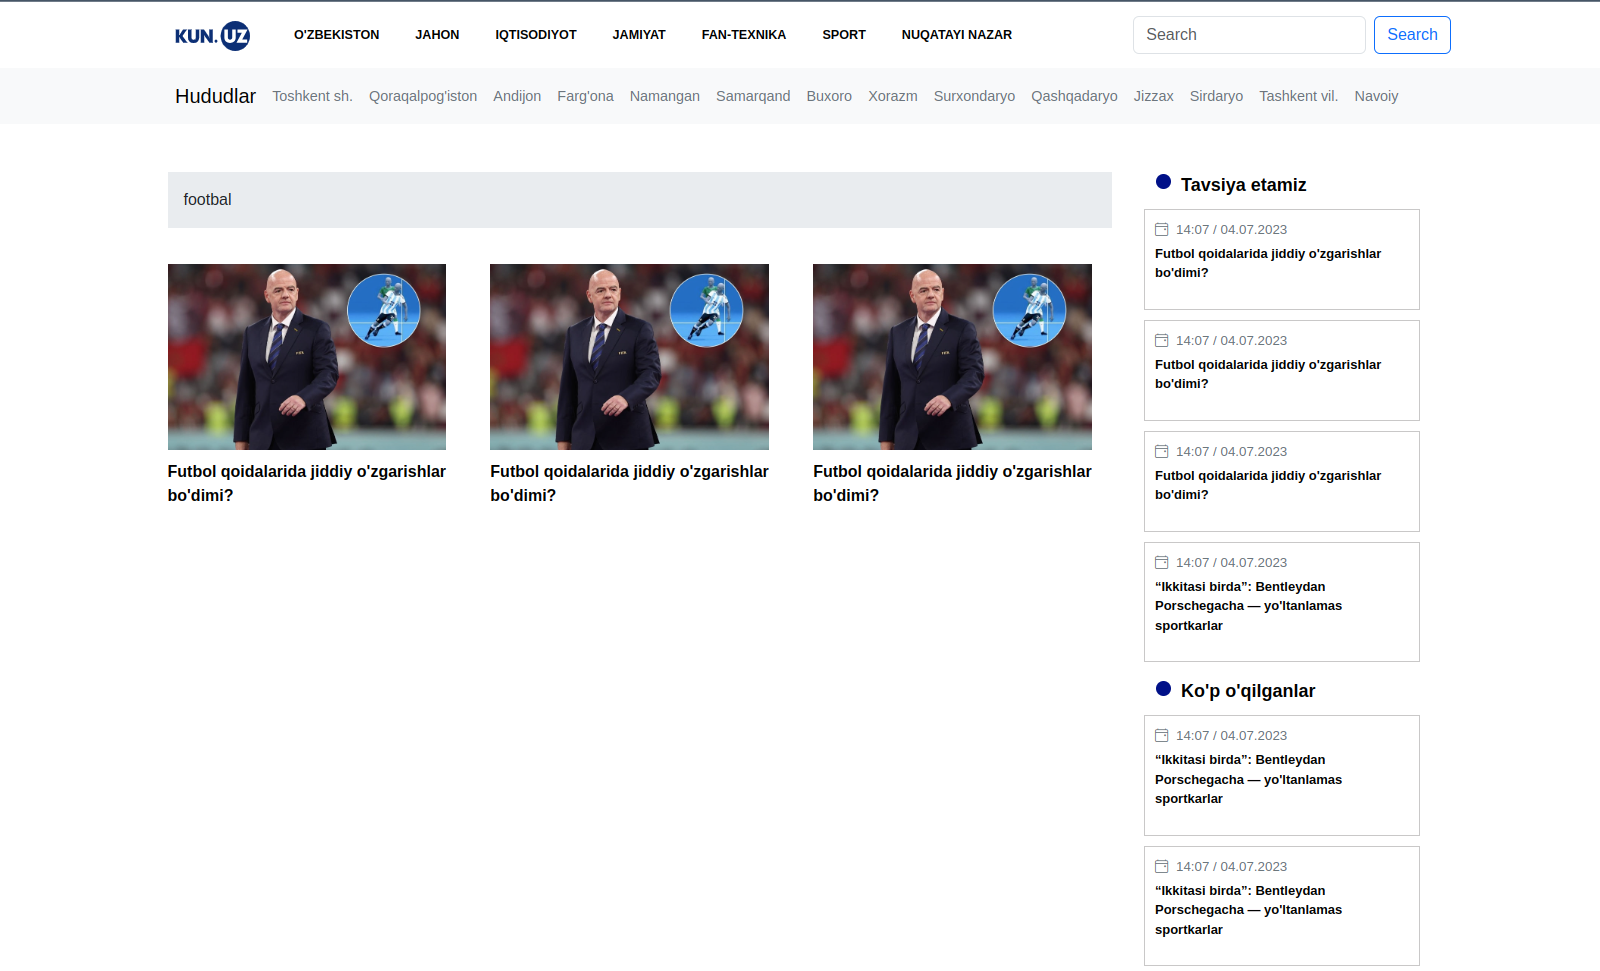 KUN.UZ
O'ZBEKISTON JAHON IQTISODIYOT JAMIYAT FAN-TEXNIKA SPORT NUQATAYI NAZAR
Search Search
Hududlar Toshkent sh. Qoraqalpog'iston Andijon Farg'ona Namangan Samarqand Buxoro Xorazm Surxondaryo Qashqadaryo Jizzax Sirdaryo Tashkent vil. Navoiy
footbal
Futbol qoidalarida jiddiy o'zgarishlar
bo'dimi?
Futbol qoidalarida jiddiy o'zgarishlar
bo'dimi?
Futbol qoidalarida jiddiy o'zgarishlar
bo'dimi?
Tavsiya etamiz
14:07 / 04.07.2023
Futbol qoidalarida jiddiy o'zgarishlar
bo'dimi?
14:07 / 04.07.2023
Futbol qoidalarida jiddiy o'zgarishlar
bo'dimi?
14:07 / 04.07.2023
Futbol qoidalarida jiddiy o'zgarishlar
bo'dimi?
14:07 / 04.07.2023
“Ikkitasi birda”: Bentleydan
Porschegacha — yo'ltanlamas
sportkarlar
Ko'p o'qilganlar
14:07 / 04.07.2023
“Ikkitasi birda”: Bentleydan
Porschegacha — yo'ltanlamas
sportkarlar
14:07 / 04.07.2023
“Ikkitasi birda”: Bentleydan
Porschegacha — yo'ltanlamas
sportkarlar